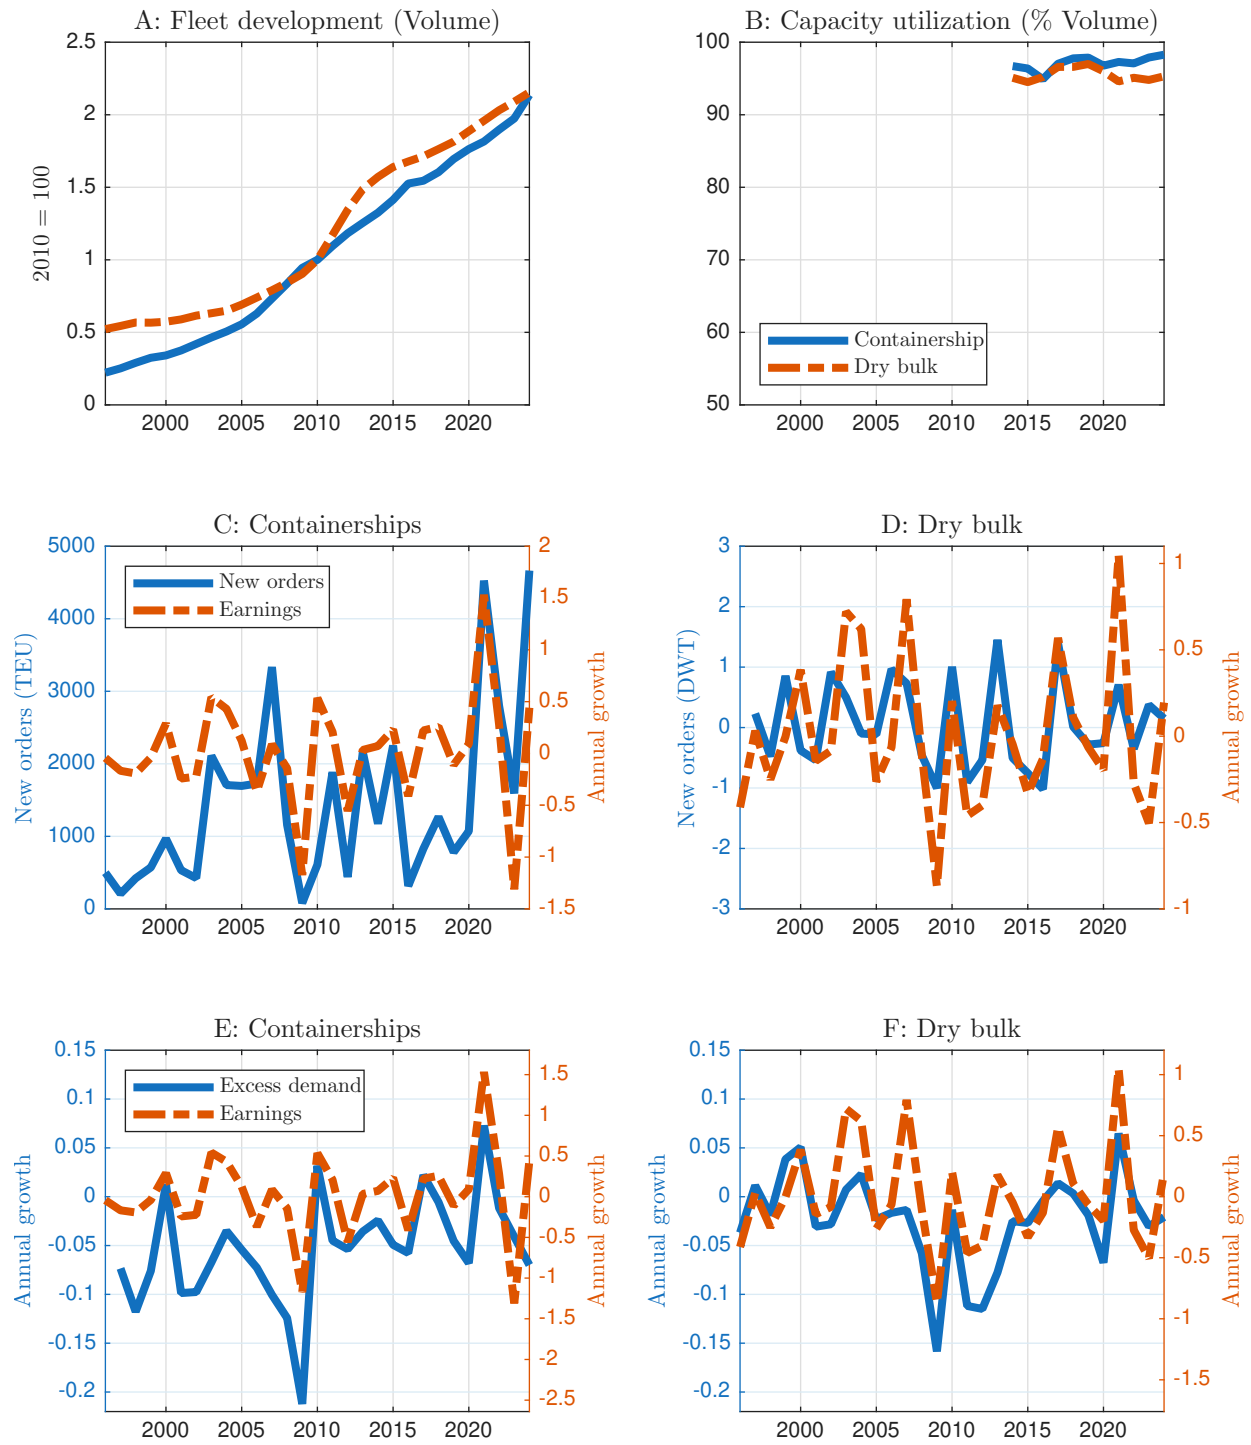 A: Fleet development (Volume)
2.5
2
1.5
1
0.5
0
2010 = 100
2000 2005 2010 2015 2020
B: Capacity utilization (% Volume)
100
90
80
70
60
50
Containership
Dry bulk
2000 2005 2010 2015 2020
C: Containerships
5000
4000
3000
2000
1000
0
New orders (TEU)
New orders
Earnings
2
1.5
1
0.5
0
-0.5
-1
-1.5
Annual growth
2000 2005 2010 2015 2020
D: Dry bulk
3
2
1
0
-1
-2
-3
New orders (DWT)
1
0.5
0
-0.5
-1
Annual growth
2000 2005 2010 2015 2020
E: Containerships
0.15
0.1
0.05
0
-0.05
-0.1
-0.15
-0.2
Annual growth
Excess demand
Earnings
1.5
1
0.5
0
-0.5
-1
-1.5
-2
-2.5
Annual growth
2000 2005 2010 2015 2020
F: Dry bulk
0.15
0.1
0.05
0
-0.05
-0.1
-0.15
-0.2
Annual growth
1
0.5
0
-0.5
-1
-1.5
Annual growth
2000 2005 2010 2015 2020